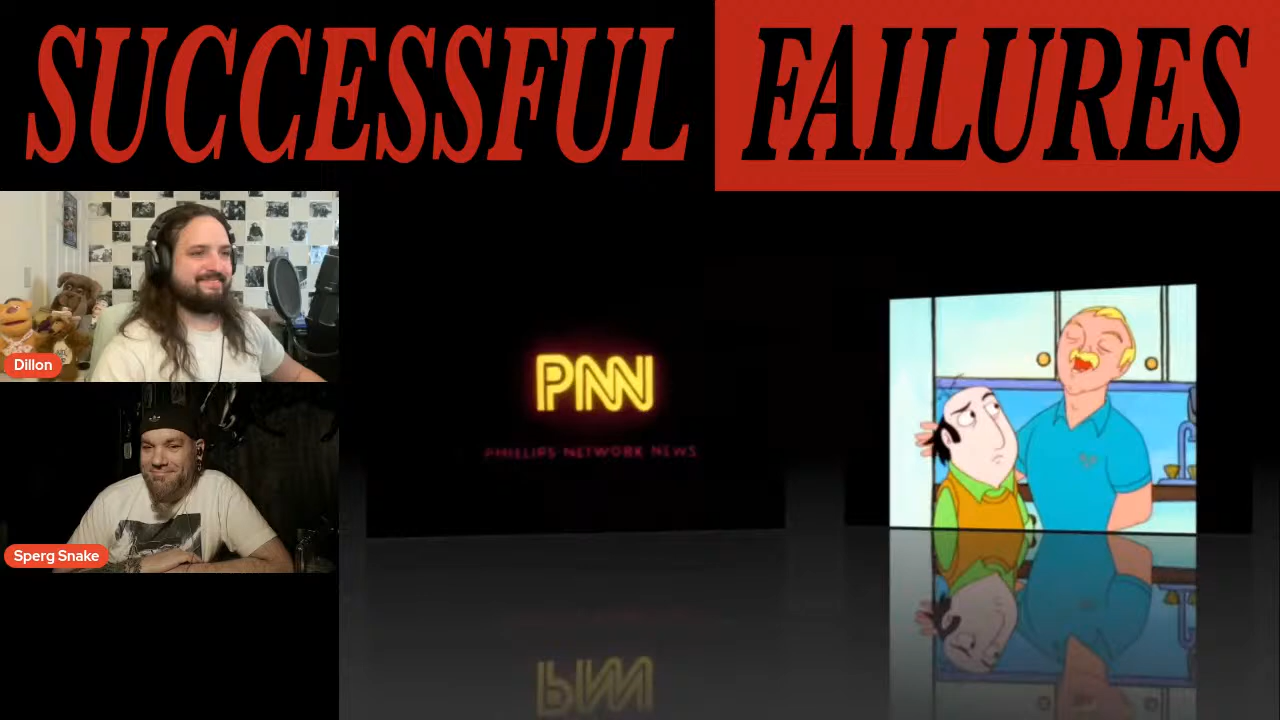 SUCCESSFUL FAILURES
Dillon
PNN
PHILLIPS NETWORK NEWS
Sperg Snake